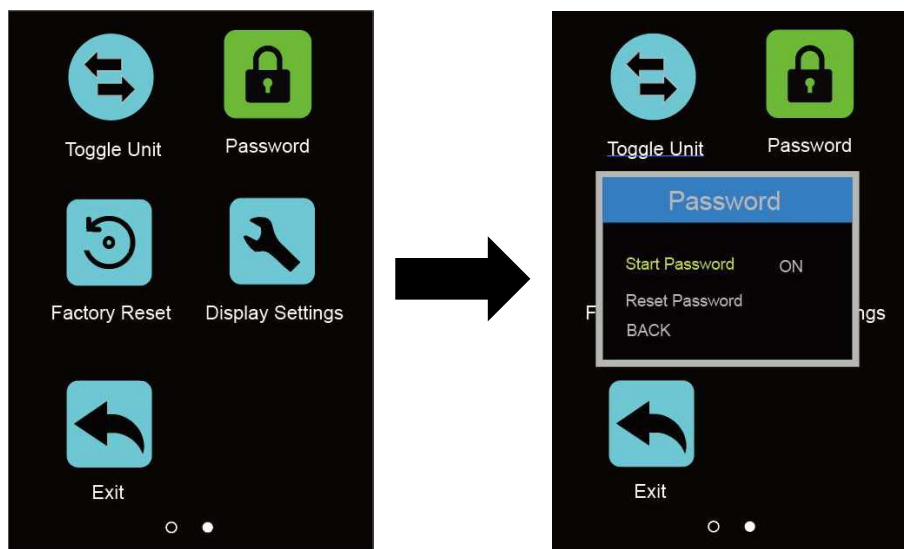 Toggle Unit
Password
Factory Reset
Display Settings
Exit
Toggle Unit
Password
Password
Start Password ON
Reset Password
BACK
F
ngs
Exit